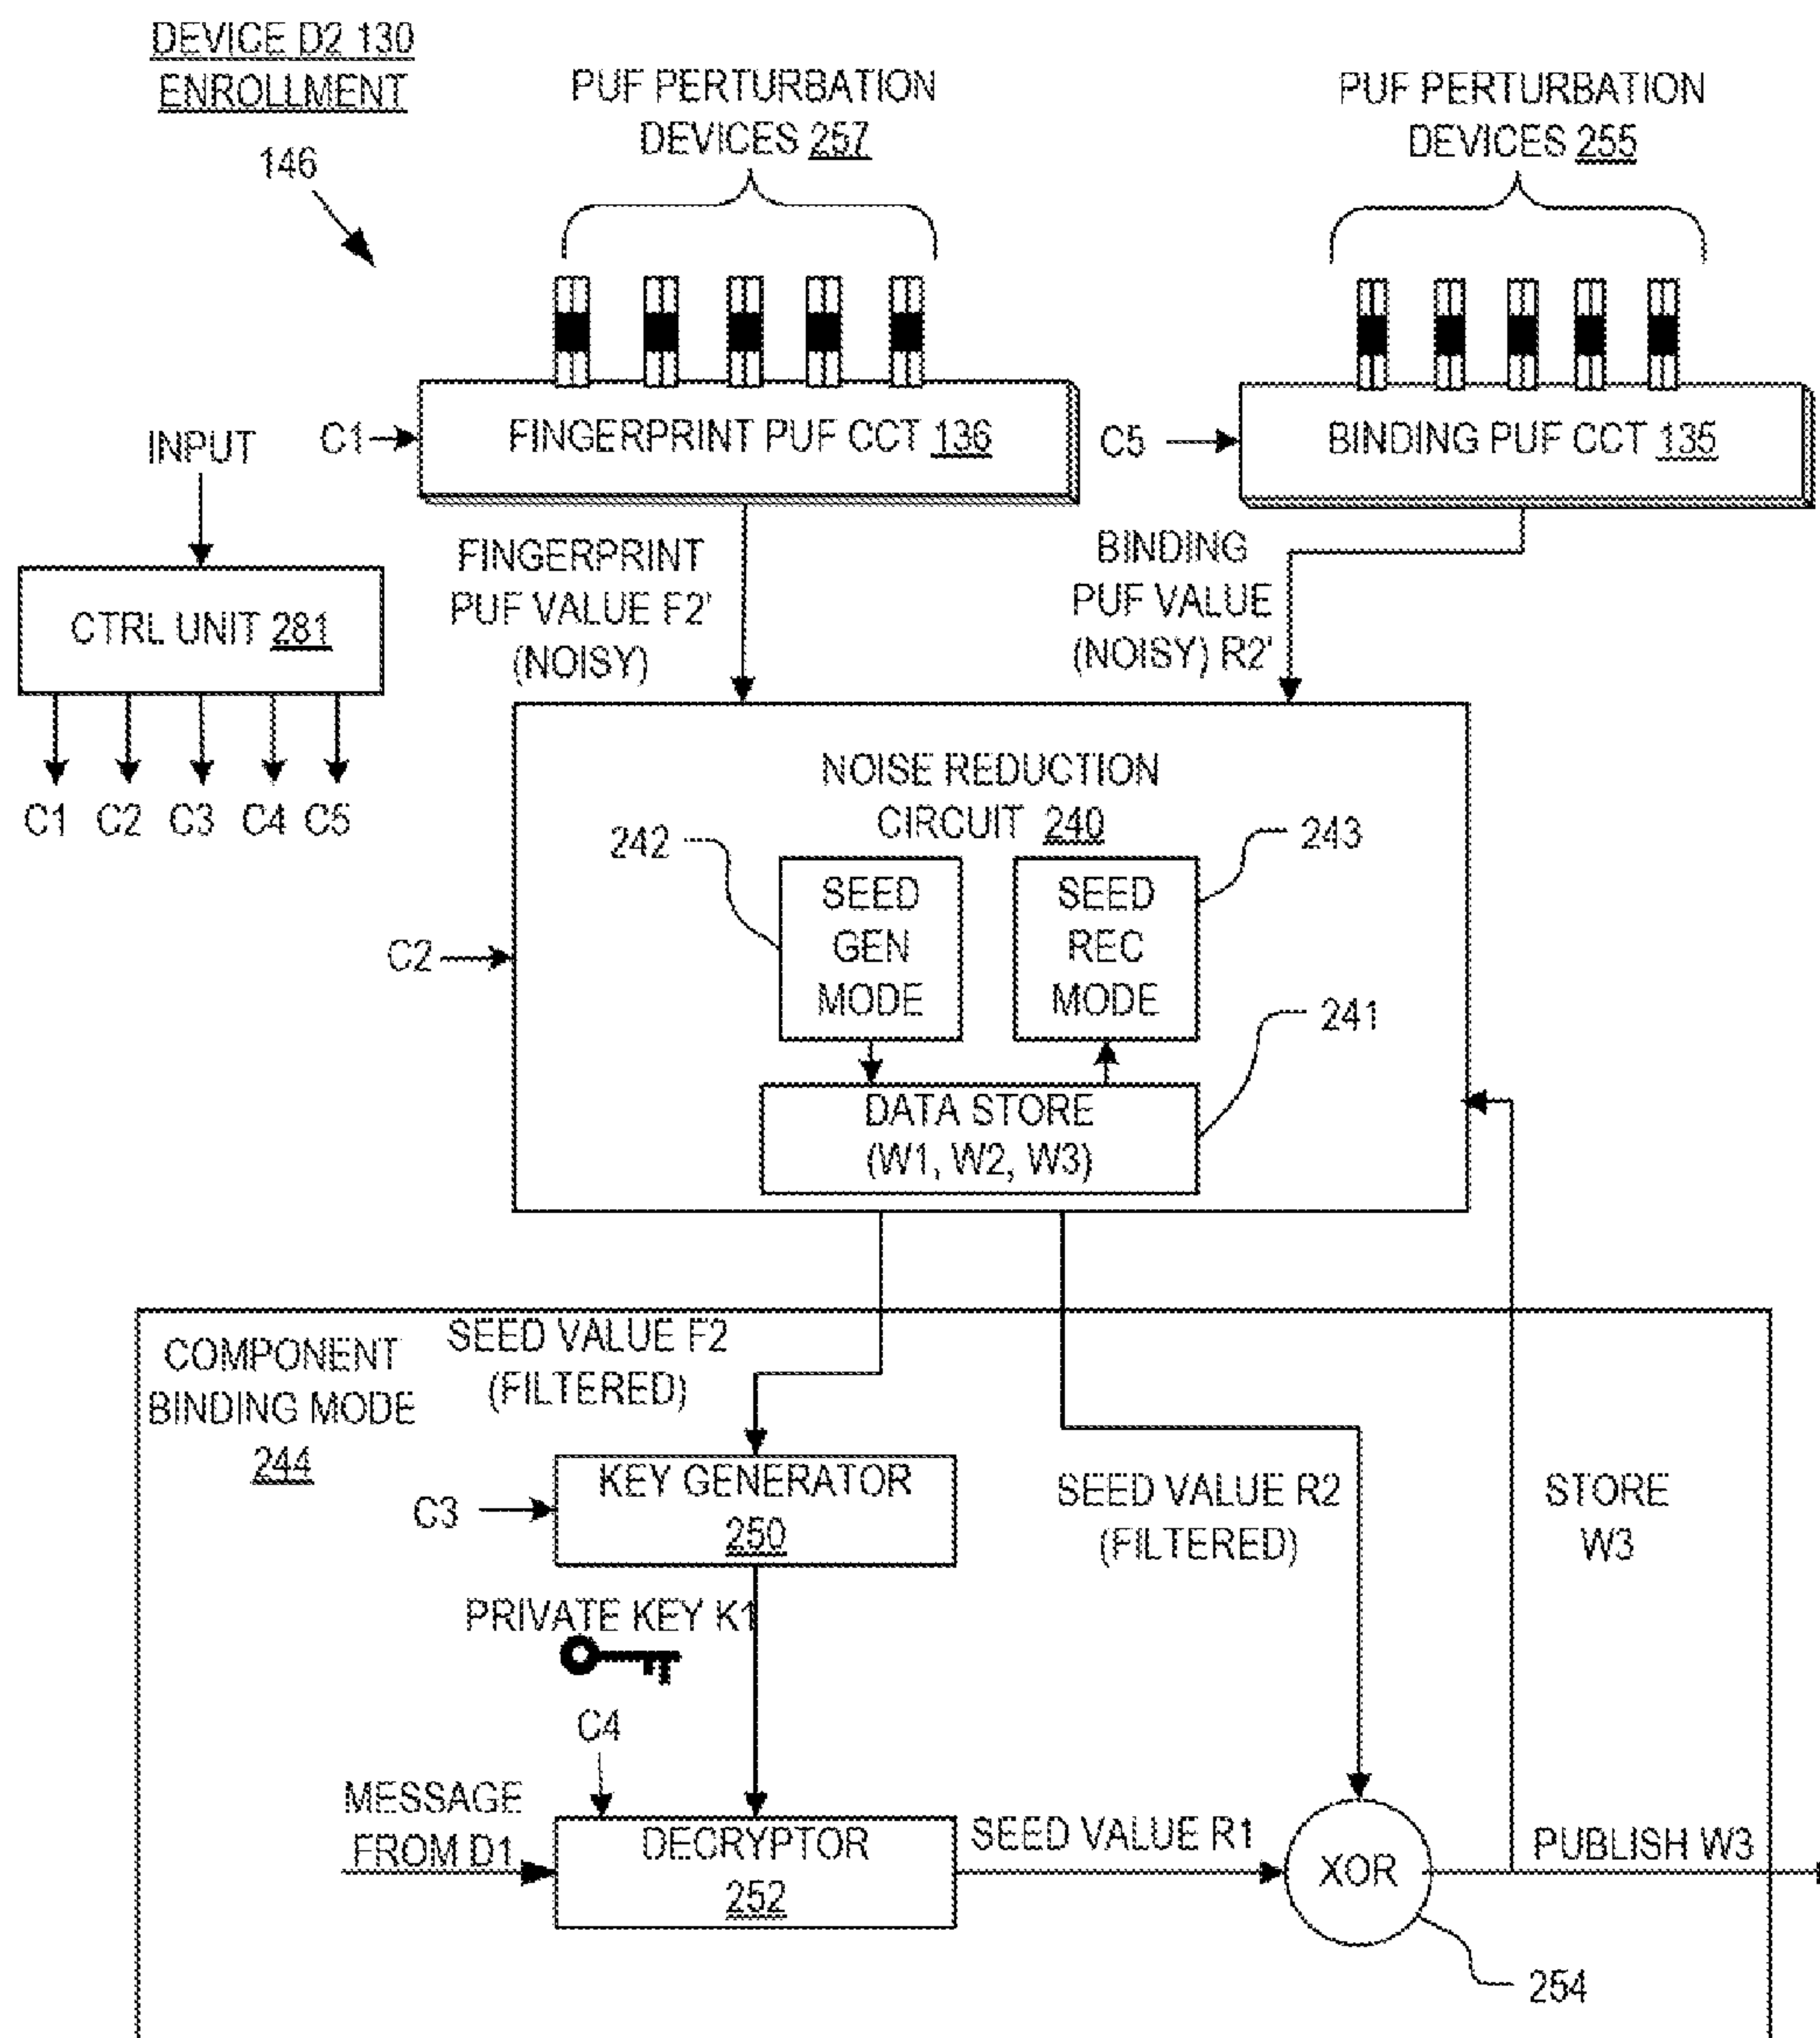 DEVICE D2 130
ENROLLMENT
146
PUF PERTURBATION
DEVICES 257
PUF PERTURBATION
DEVICES 255
INPUT
C1
FINGERPRINT PUF CCT 136
C5
BINDING PUF CCT 135
CTRL UNIT 281
C1 C2 C3 C4 C5
FINGERPRINT
PUF VALUE F2'
(NOISY)
BINDING
PUF VALUE
(NOISY) R2'
NOISE REDUCTION
CIRCUIT 240
242
243
SEED
GEN
MODE
SEED
REC
MODE
C2
241
DATA STORE
(W1, W2, W3)
COMPONENT
BINDING MODE
244
SEED VALUE F2
(FILTERED)
C3
KEY GENERATOR
250
SEED VALUE R2
(FILTERED)
STORE
W3
PRIVATE KEY K1
C4
MESSAGE
FROM D1
DECRYPTOR
252
SEED VALUE R1
XOR
PUBLISH W3
254